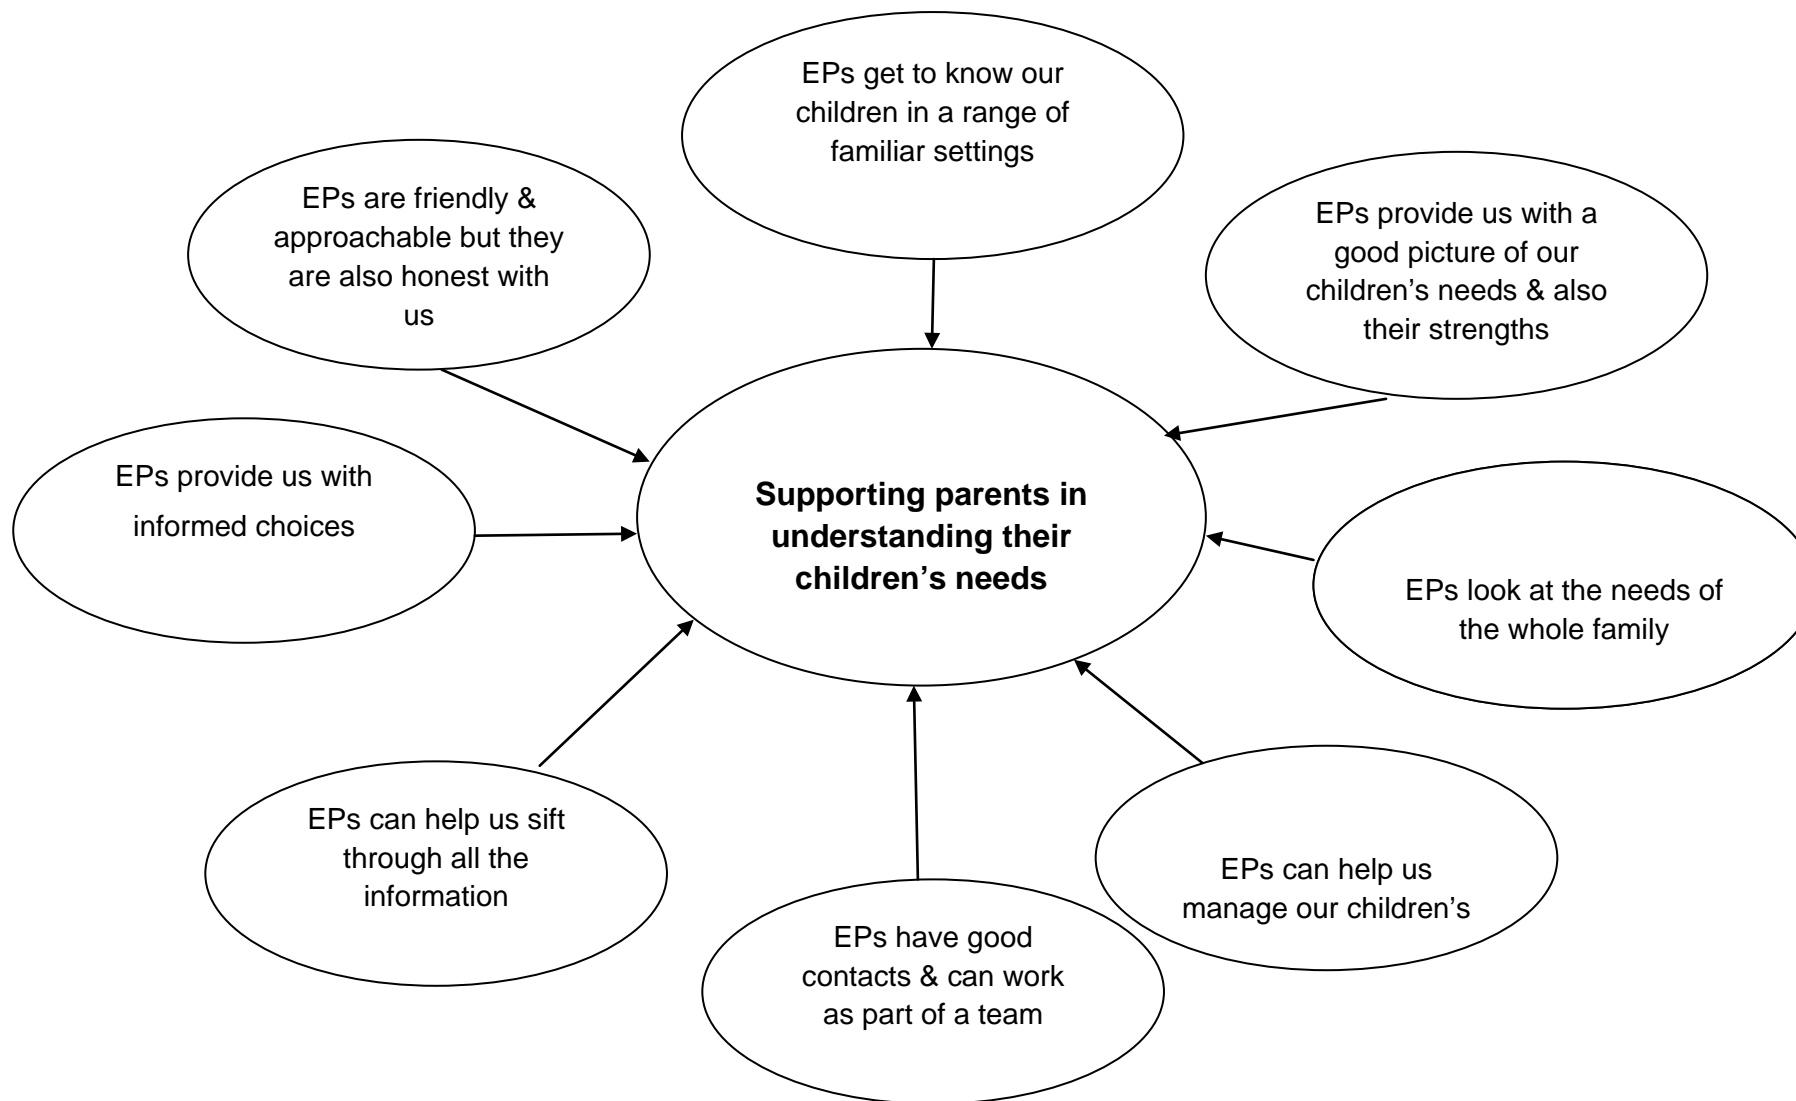 EPs get to know our
children in a range of
familiar settings
EPs are friendly &
approachable but they
are also honest with
us
EPs provide us with a
good picture of our
children’s needs & also
their strengths
EPs provide us with
informed choices
Supporting parents in
understanding their
children’s needs
EPs look at the needs of
the whole family
EPs can help us sift
through all the
information
EPs can help us
manage our children’s
EPs have good
contacts & can work
as part of a team